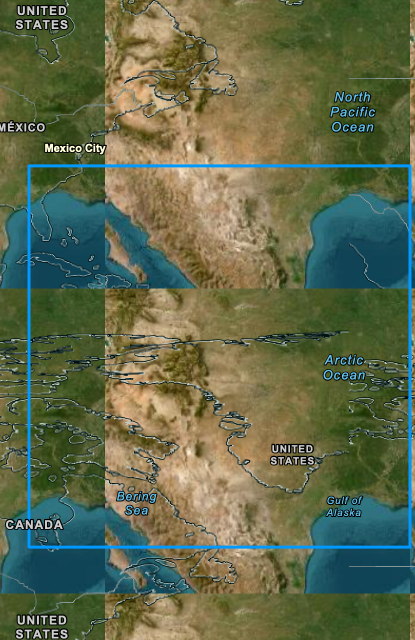 UNITED
STATES
North
Pacific
Ocean
MÉXICO
Mexico City
Arctic
Ocean
UNITED
STATES
Bering
Sea
Gulf of
Alaska
CANADA
UNITED
STATES